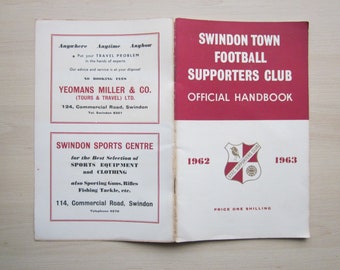 Anywhere Anytime Anyhow
Put your TRAVEL PROBLEM
in the hands of experts
Our advice and service is at your disposal
NO BOOKING FEES
YEOMANS MILLER & CO.
(TOURS & TRAVEL) LTD.
124, Commercial Road, Swindon
SWINDON SPORTS CENTRE
for the Best Selection of
SPORTS EQUIPMENT
and CLOTHING
also Sporting Guns, Rifles
Fishing Tackle, etc.
114, Commercial Road, Swindon
SWINDON TOWN
FOOTBALL
SUPPORTERS CLUB
OFFICIAL HANDBOOK
1962 1963
PRICE ONE SHILLING